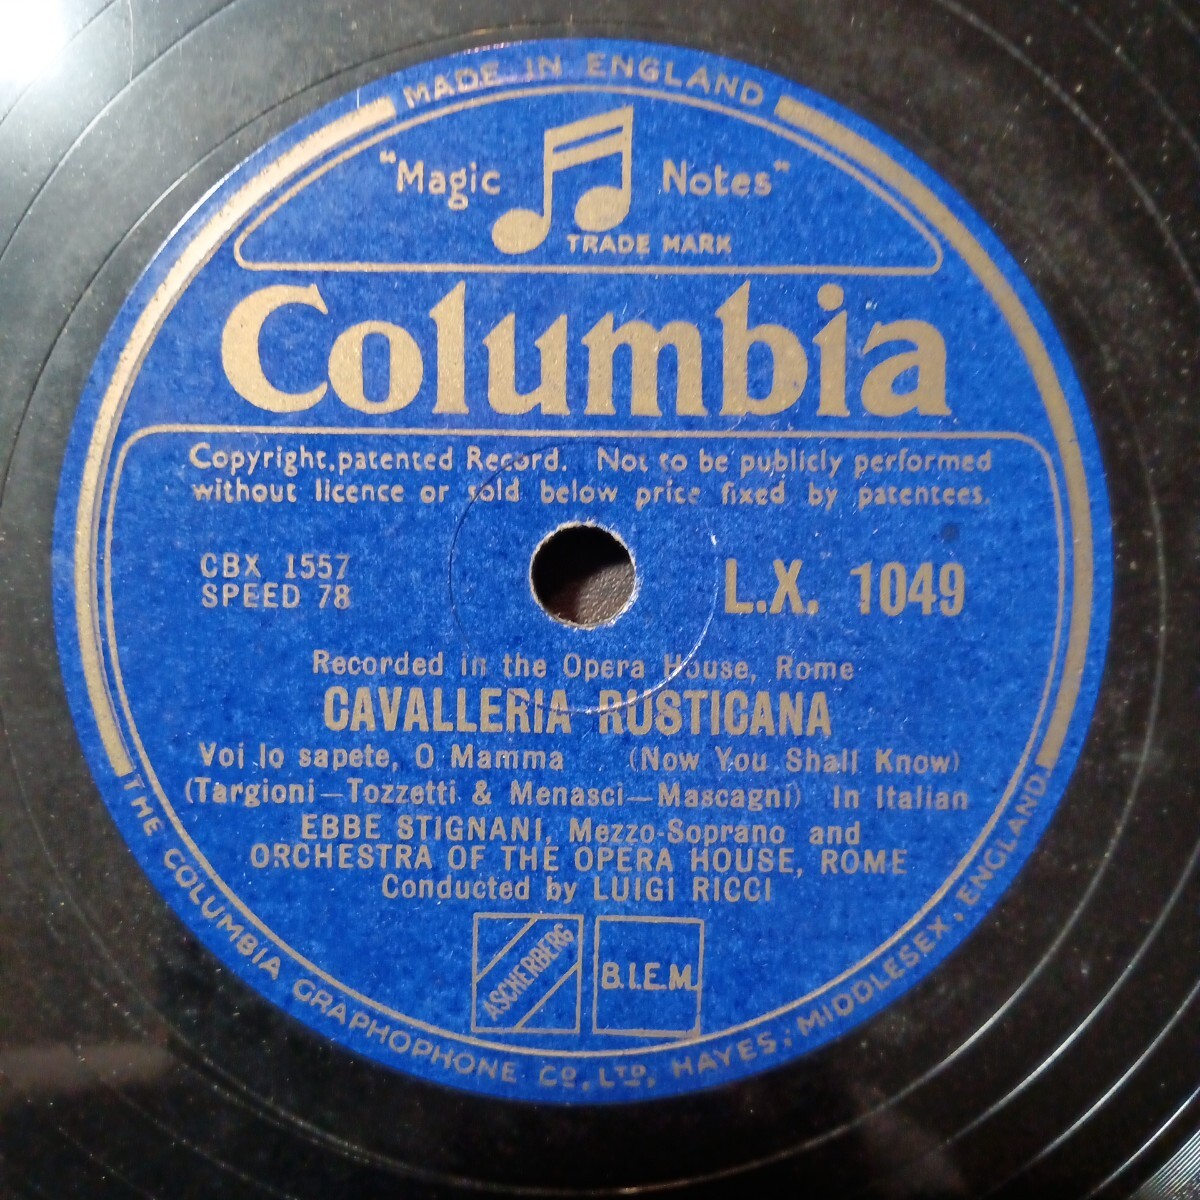 MADE IN ENGLAND
"Magic Notes"
TRADE MARK
Columbia
Copyright, patented Record. Not to be publicly performed
without licence or sold below price fixed by patentees.
CBX 1557
SPEED 78
L.X. 1049
Recorded in the Opera House, Rome
CAVALLERIA RUSTICANA
Voi lo sapete, O Mamma (Now You Shall Know)
(Targioni—Tozzetti & Menasci—Mascagni) In Italian
EBBE STIGNANI, Mezzo-Soprano and
ORCHESTRA OF THE OPERA HOUSE, ROME
Conducted by LUIGI RICCI
ASCHERBERG
B.I.E.M.
THE COLUMBIA GRAPHOPHONE CO., LTD., HAYES, MIDDLESEX, ENGLAND.